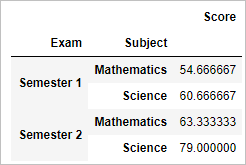 Score
Exam Subject
Semester 1 Mathematics 54.666667
Science 60.666667
Semester 2 Mathematics 63.333333
Science 79.000000